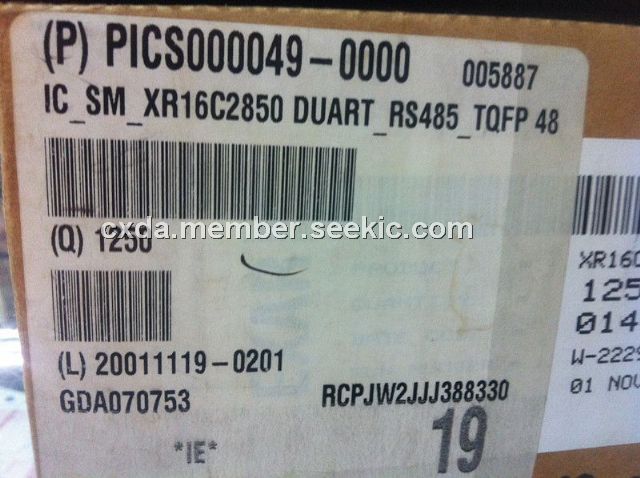 (P) PICS000049-0000 005887
IC_SM_XR16C2850 DUART_RS485_TQFP 48
cxda.member.seekic.com
(Q) 1250
(L) 20011119-0201
GDA070753 RCPJW2JJJ388330
*IE* 19
XR16C
125
014
W-2229
01 NOV